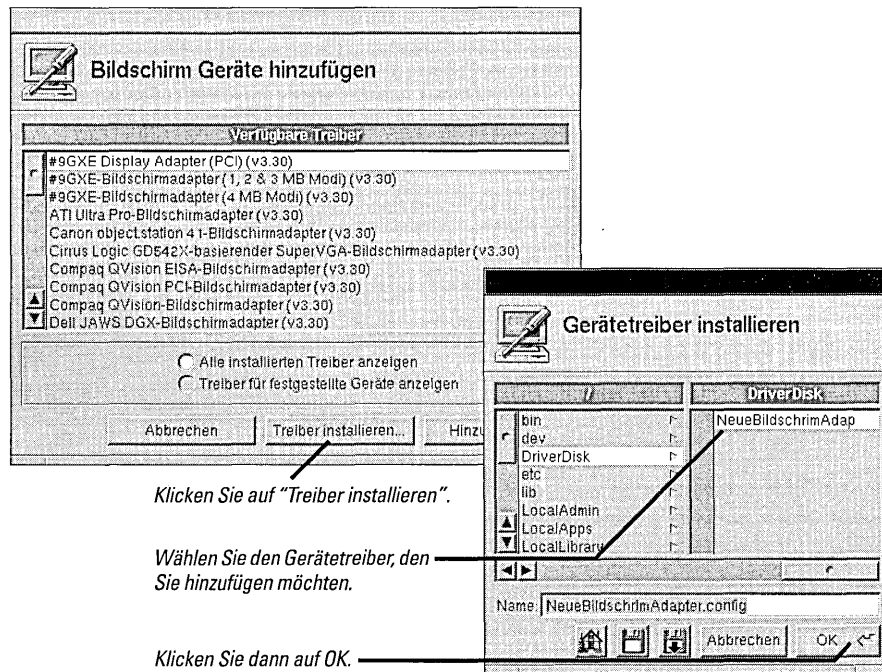 Bildschirm Geräte hinzufügen
Verfügbare Treiber
#9GXE Display Adapter (PCI) (v3.30)
#9GXE-Bildschirmadapter (1, 2 & 3 MB Modi) (v3.30)
#9GXE-Bildschirmadapter (4 MB Modi) (v3.30)
ATI Ultra Pro-Bildschirmadapter (v3.30)
Canon object.station 41-Bildschirmadapter (v3.30)
Cirrus Logic GD542X-basierender SuperVGA-Bildschirmadapter (v3.30)
Compaq QVision EISA-Bildschirmadapter (v3.30)
Compaq QVision PCI-Bildschirmadapter (v3.30)
Compaq QVision-Bildschirmadapter (v3.30)
Dell JAWS DGX-Bildschirmadapter (v3.30)
Alle installierten Treiber anzeigen
Treiber für festgestellte Geräte anzeigen
Abbrechen Treiber installieren... Hinzu
Klicken Sie auf "Treiber installieren".
Gerätetreiber installieren
/ DriverDisk
bin NeueBildschrimAdap
dev
DriverDisk
etc
lib
LocalAdmin
LocalApps
LocalLibrary
Wählen Sie den Gerätetreiber, den
Sie hinzufügen möchten.
Name: NeueBildschrimAdapter.config
Abbrechen OK
Klicken Sie dann auf OK.